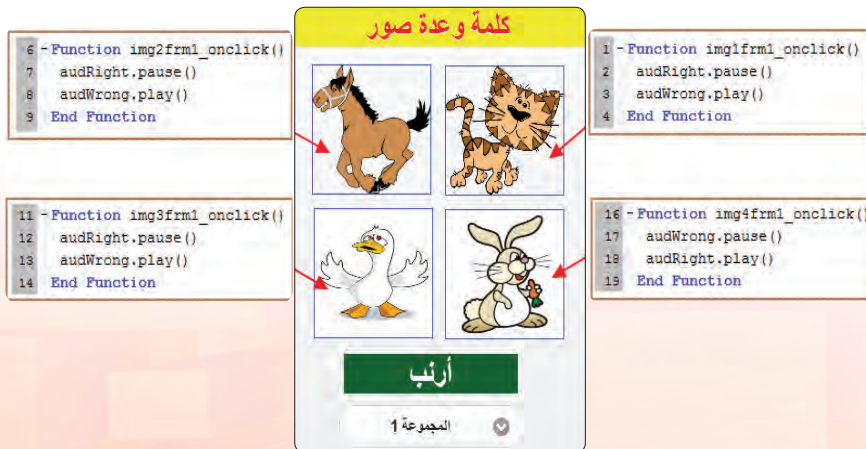 كلمة وعدة صور
1 - Function img1frm1_onclick()
2 audRight.pause()
3 audWrong.play()
4 End Function
6 - Function img2frm1_onclick()
7 audRight.pause()
8 audWrong.play()
9 End Function
11 - Function img3frm1_onclick()
12 audRight.pause()
13 audWrong.play()
14 End Function
16 - Function img4frm1_onclick()
17 audWrong.pause()
18 audRight.play()
19 End Function
أرنب
المجموعة 1